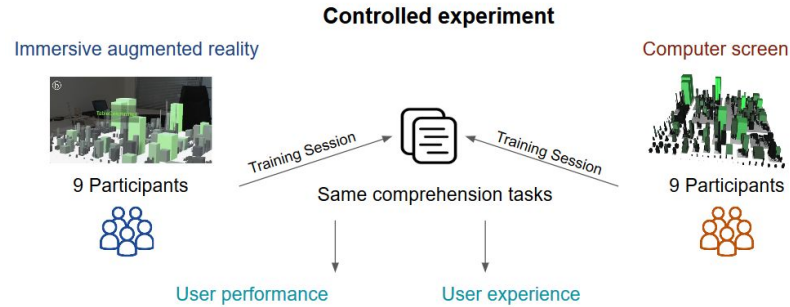 Controlled experiment
Immersive augmented reality
Computer screen
Training Session
Training Session
9 Participants
Same comprehension tasks
9 Participants
User performance
User experience